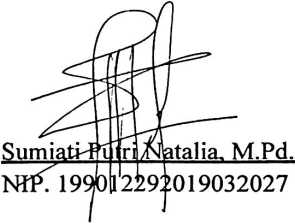 Sumiati Putri Natalia, M.Pd.
NIP. 199012292019032027